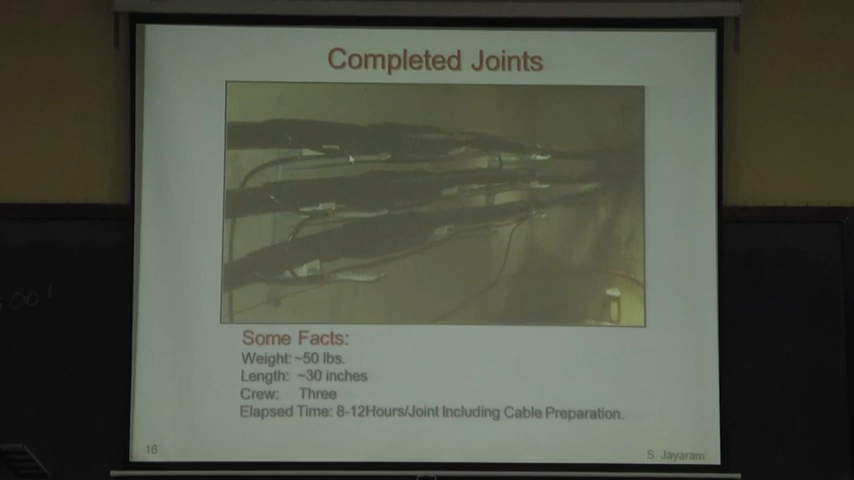 Completed Joints
Some Facts:
Weight: ~50 lbs.
Length: ~30 inches
Crew: Three
Elapsed Time: 8-12Hours/Joint Including Cable Preparation.
16
S. Jayaram